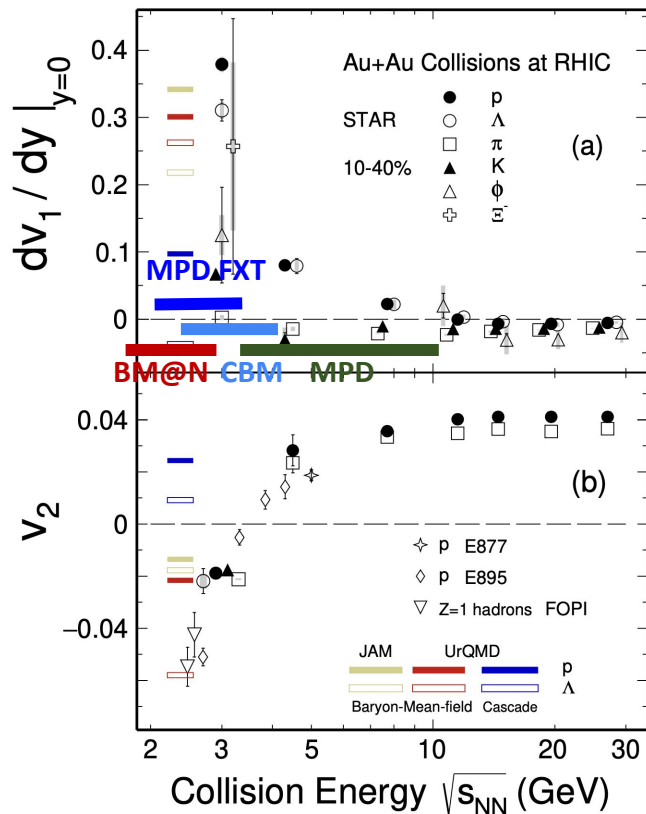 0.4
0.3
0.2
0.1
0
dv₁ / dy |y=0
Au+Au Collisions at RHIC
p
STAR Λ
π
10-40% K
ϕ
Ξ⁻
(a)
MPD FXT
BM@N CBM MPD
0.04
0
−0.04
v₂
(b)
p E877
p E895
Z=1 hadrons FOPI
JAM UrQMD
p
Λ
Baryon-Mean-field Cascade
2 3 4 5 10 20 30
Collision Energy √sNN (GeV)